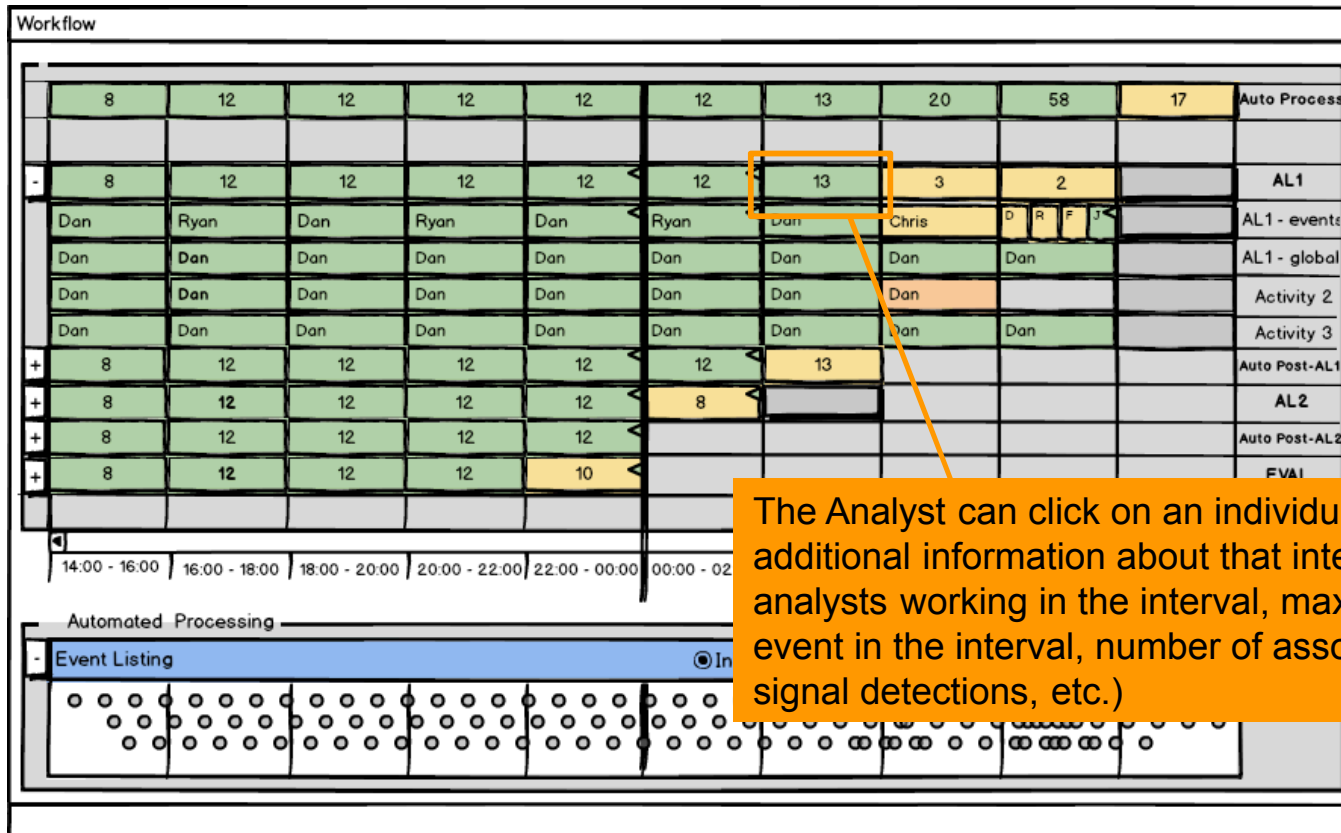 Workflow
8 12 12 12 12 12 13 20 58 17 Auto Process
- 8 12 12 12 12 12 13 3 2 AL1
Dan Ryan Dan Ryan Dan Ryan Dan Chris D R F J AL1 - events
Dan Dan Dan Dan Dan Dan Dan Dan Dan AL1 - global
Dan Dan Dan Dan Dan Dan Dan Dan Activity 2
Dan Dan Dan Dan Dan Dan Dan Dan Dan Activity 3
+ 8 12 12 12 12 12 13 Auto Post-AL1
+ 8 12 12 12 12 8 AL2
+ 8 12 12 12 12 Auto Post-AL2
+ 8 12 12 12 10 EVAL
14:00 - 16:00 16:00 - 18:00 18:00 - 20:00 20:00 - 22:00 22:00 - 00:00 00:00 - 02
The Analyst can click on an individu
additional information about that inte
analysts working in the interval, max
event in the interval, number of asso
signal detections, etc.)
Automated Processing
- Event Listing In